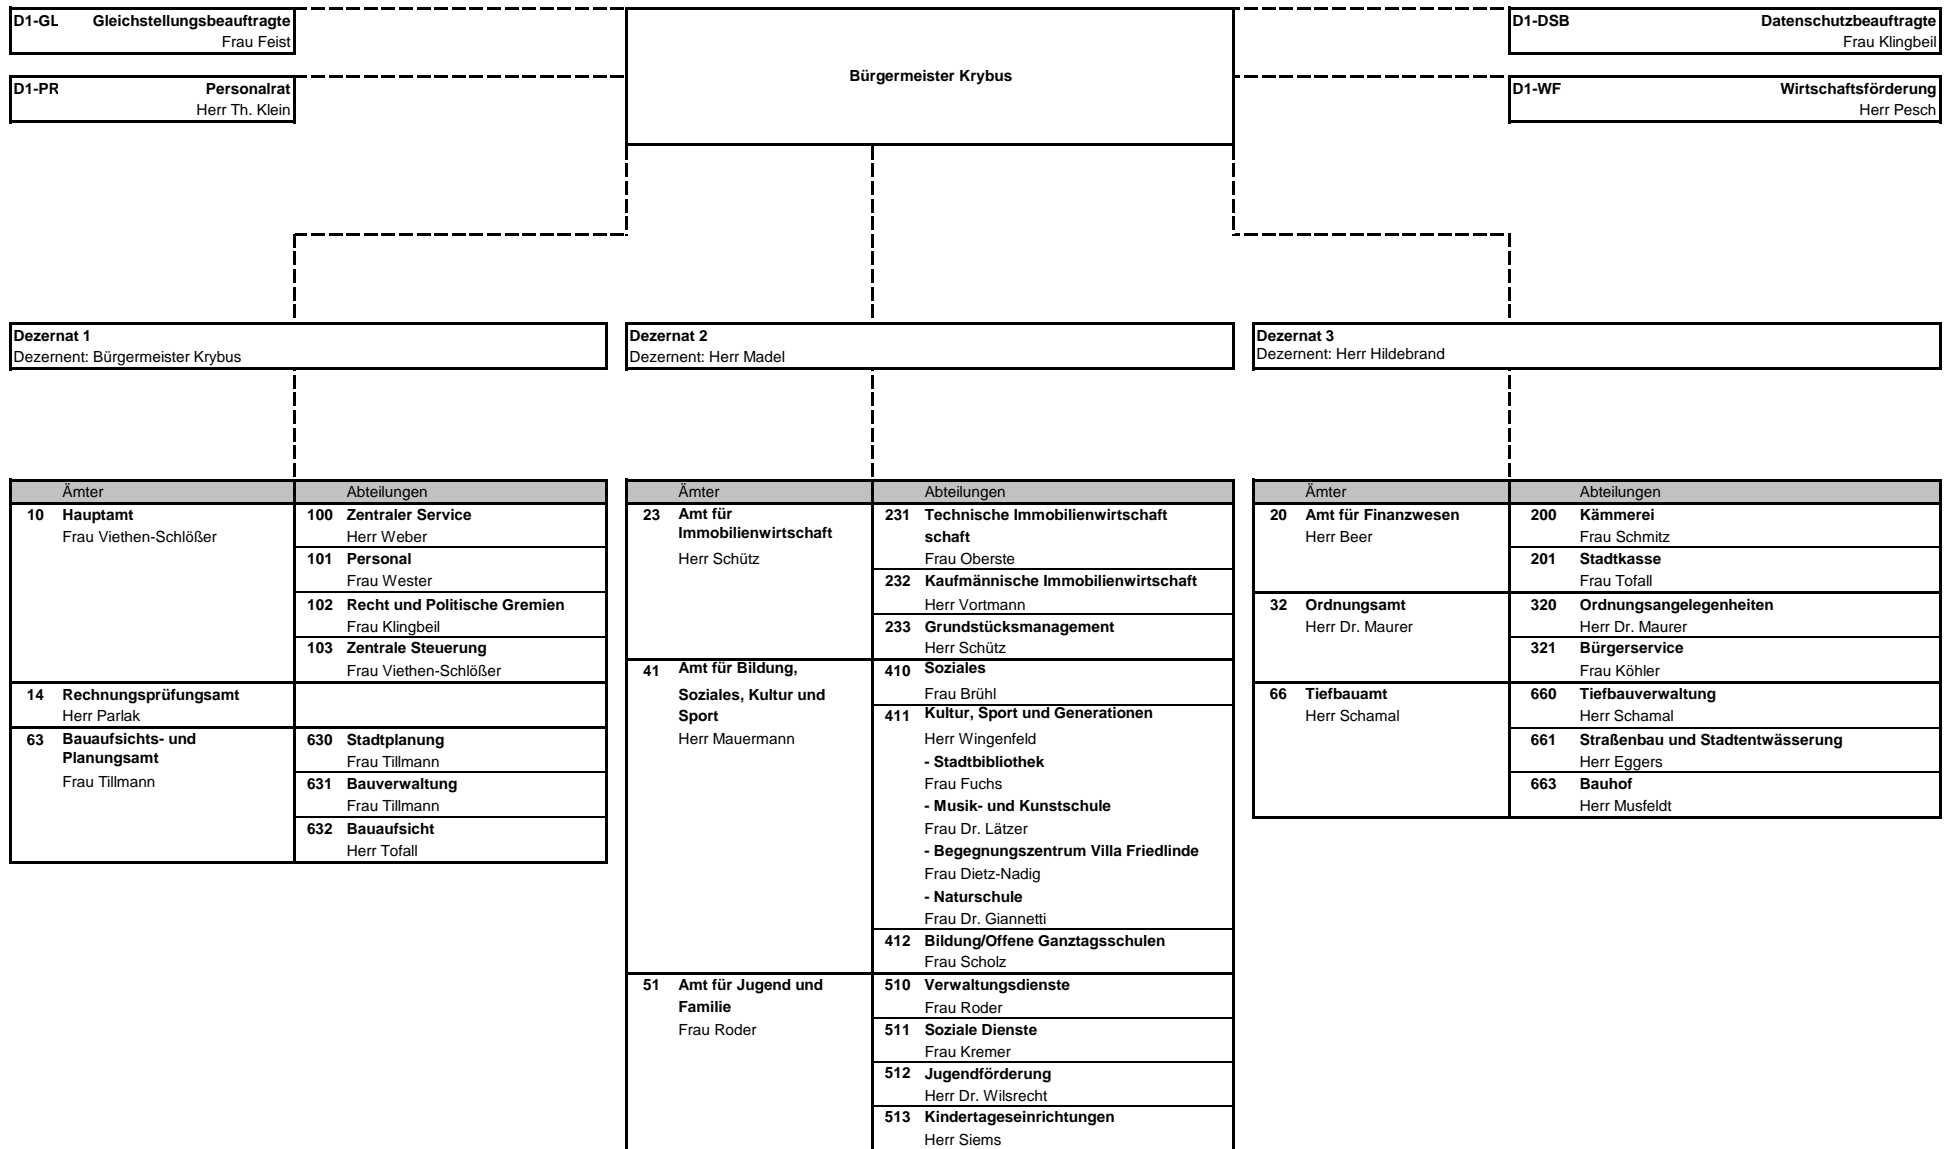 D1-GL Gleichstellungsbeauftragte
Frau Feist
D1-PR Personalrat
Herr Th. Klein
Bürgermeister Krybus
D1-DSB Datenschutzbeauftragte
Frau Klingbeil
D1-WF Wirtschaftsförderung
Herr Pesch
Dezernat 1
Dezernent: Bürgermeister Krybus
Ämter Abteilungen
10 Hauptamt
Frau Viethen-Schlößer
100 Zentraler Service
Herr Weber
101 Personal
Frau Wester
102 Recht und Politische Gremien
Frau Klingbeil
103 Zentrale Steuerung
Frau Viethen-Schlößer
14 Rechnungsprüfungsamt
Herr Parlak
63 Bauaufsichts- und
Planungsamt
Frau Tillmann
630 Stadtplanung
Frau Tillmann
631 Bauverwaltung
Frau Tillmann
632 Bauaufsicht
Herr Tofall
Dezernat 2
Dezernent: Herr Madel
Ämter Abteilungen
23 Amt für
Immobilienwirtschaft
Herr Schütz
231 Technische Immobilienwirtschaft
schaft
Frau Oberste
232 Kaufmännische Immobilienwirtschaft
Herr Vortmann
233 Grundstücksmanagement
Herr Schütz
41 Amt für Bildung,
Soziales, Kultur und
Sport
Herr Mauermann
410 Soziales
Frau Brühl
411 Kultur, Sport und Generationen
Herr Wingenfeld
- Stadtbibliothek
Frau Fuchs
- Musik- und Kunstschule
Frau Dr. Lätzer
- Begegnungszentrum Villa Friedlinde
Frau Dietz-Nadig
- Naturschule
Frau Dr. Giannetti
412 Bildung/Offene Ganztagsschulen
Frau Scholz
51 Amt für Jugend und
Familie
Frau Roder
510 Verwaltungsdienste
Frau Roder
511 Soziale Dienste
Frau Kremer
512 Jugendförderung
Herr Dr. Wilsrecht
513 Kindertageseinrichtungen
Herr Siems
Dezernat 3
Dezernent: Herr Hildebrand
Ämter Abteilungen
20 Amt für Finanzwesen
Herr Beer
200 Kämmerei
Frau Schmitz
201 Stadtkasse
Frau Tofall
32 Ordnungsamt
Herr Dr. Maurer
320 Ordnungsangelegenheiten
Herr Dr. Maurer
321 Bürgerservice
Frau Köhler
66 Tiefbauamt
Herr Schamal
660 Tiefbauverwaltung
Herr Schamal
661 Straßenbau und Stadtentwässerung
Herr Eggers
663 Bauhof
Herr Musfeldt